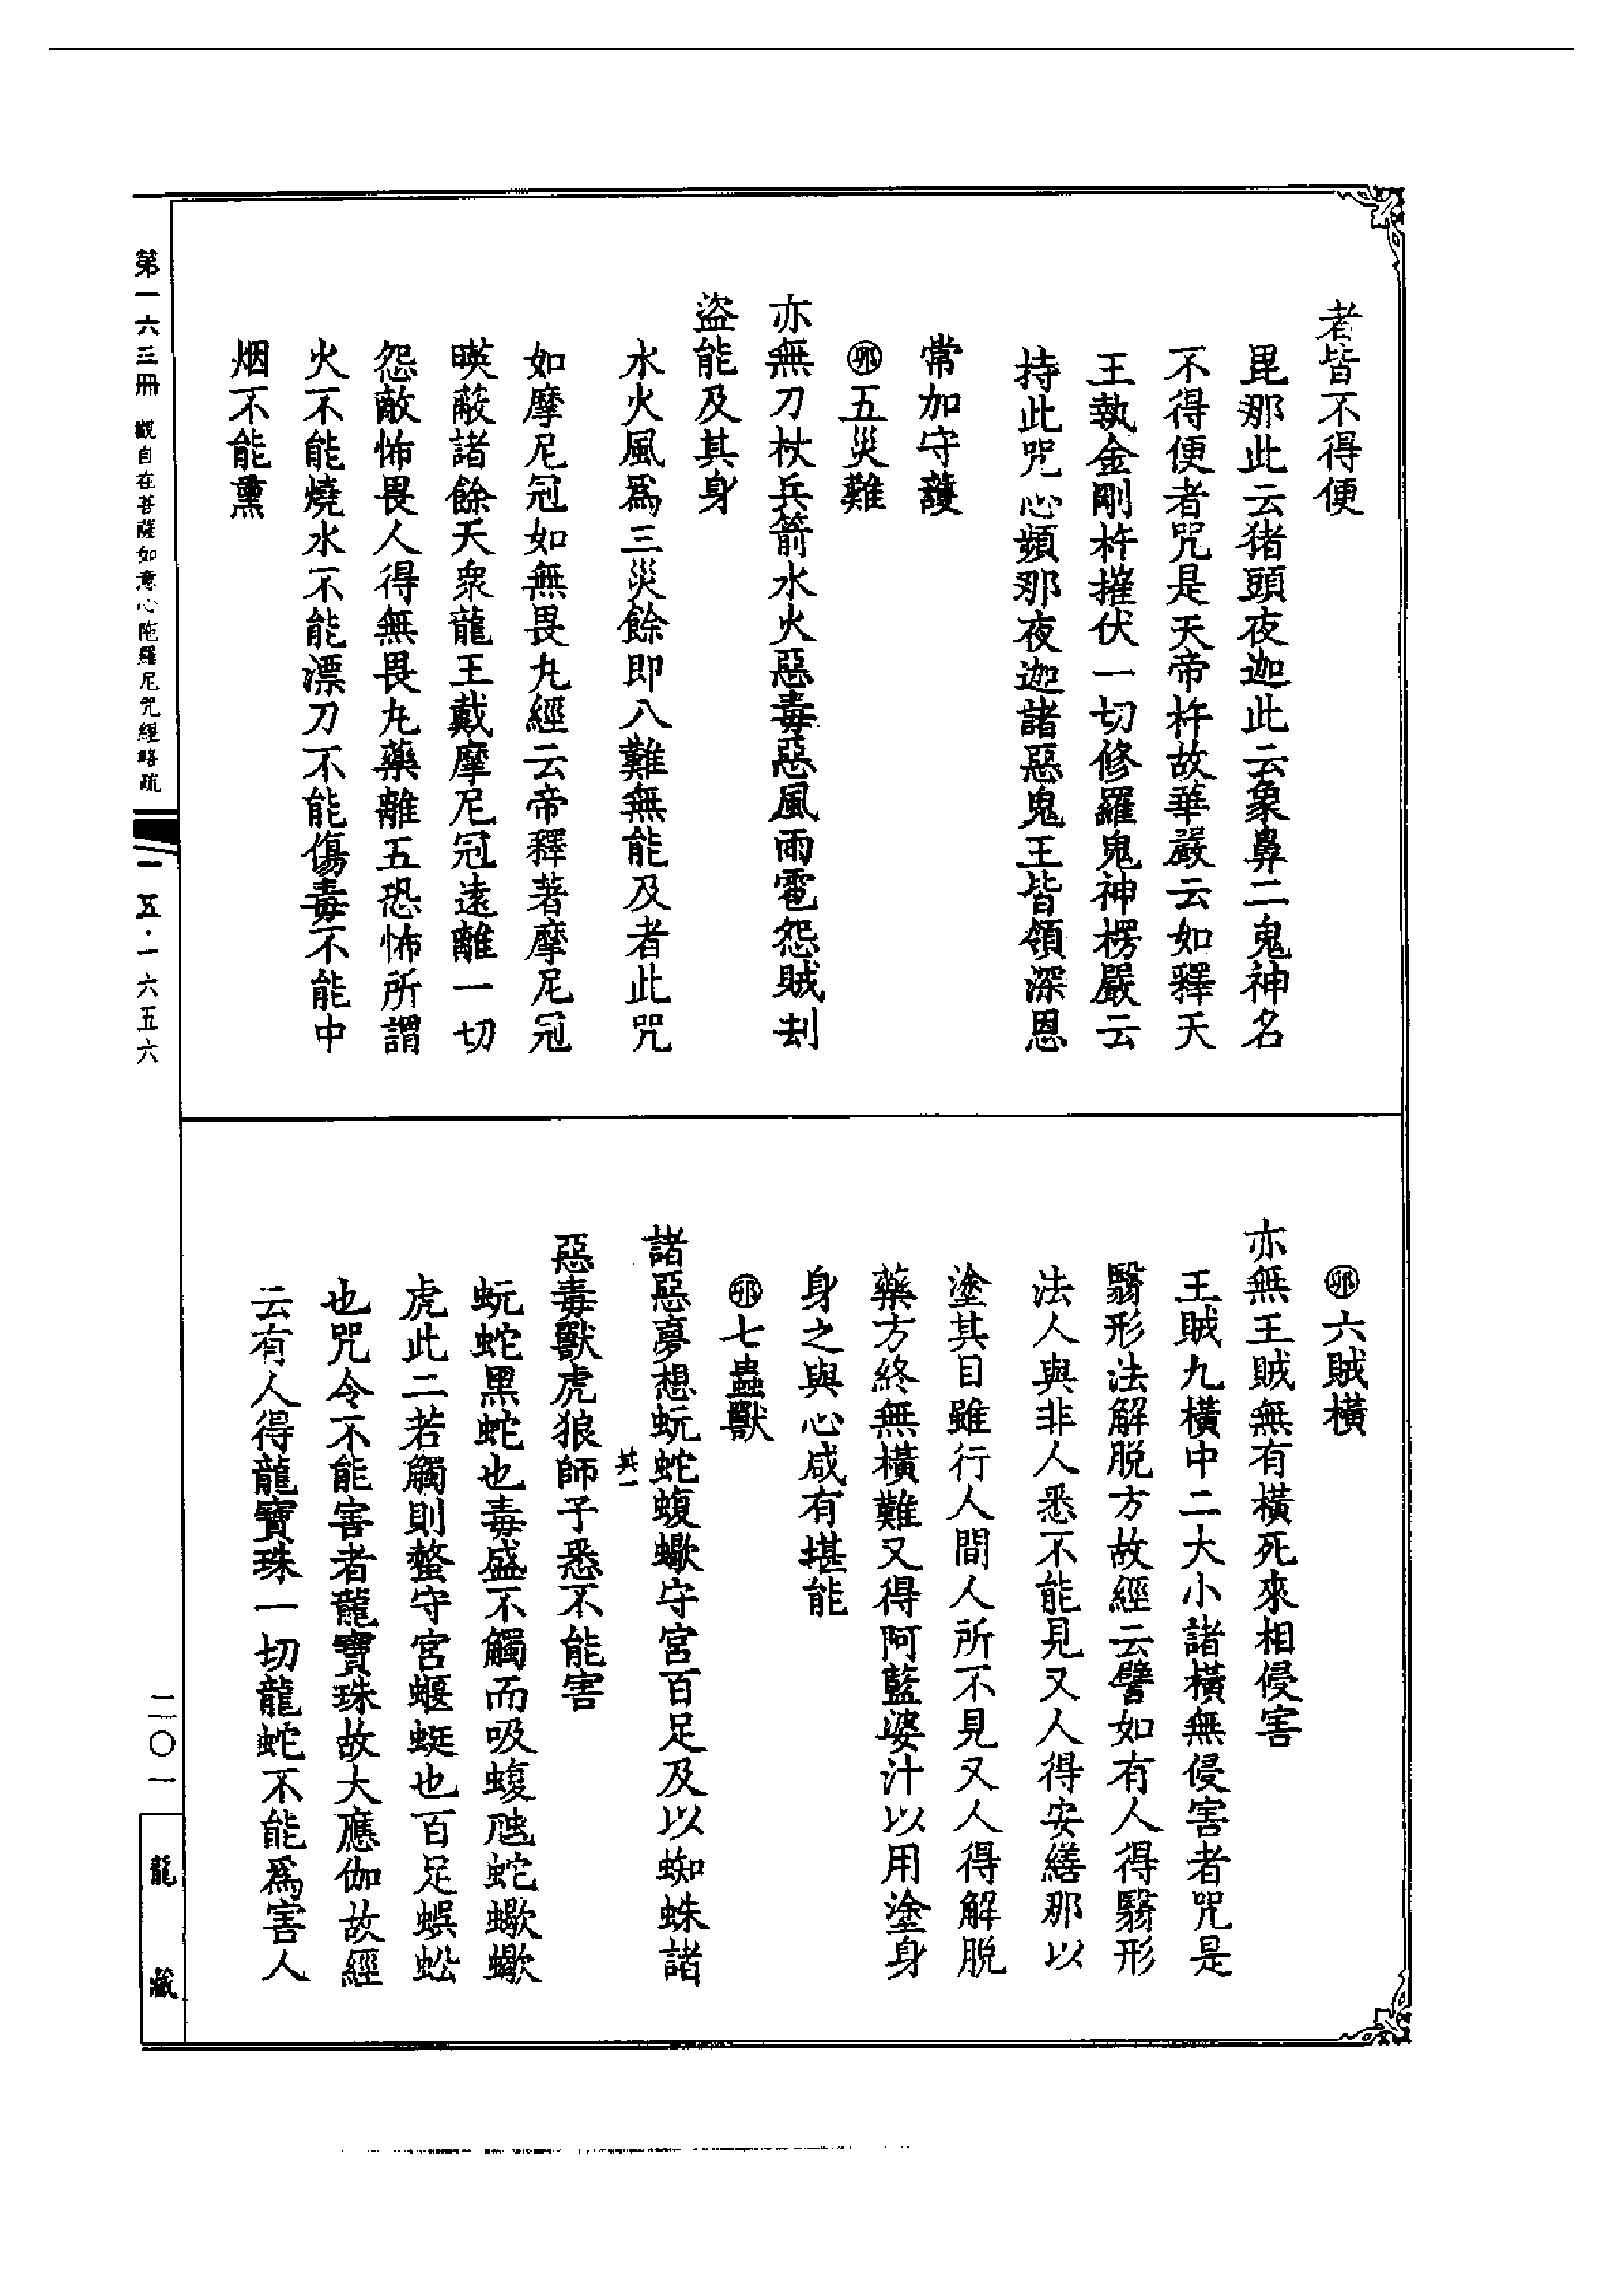 者皆不得便
毘那此云猪頭夜迦此云象鼻二鬼神名
不得便者咒是天帝杵故華嚴云如釋天
王執金剛杵摧伏一切修羅鬼神楞嚴云
持此咒心頻那夜迦諸惡鬼王皆領深恩
常加守護
㊞五災難
亦無刀杖兵箭水火惡毒惡風雨雹怨賊刦
盜能及其身
水火風爲三災餘即八難無能及者此咒
如摩尼冠如無畏丸經云帝釋著摩尼冠
暎蔽諸餘天衆龍王戴摩尼冠遠離一切
怨敵怖畏人得無畏丸藥離五恐怖所謂
火不能燒水不能漂刀不能傷毒不能中
烟不能熏
卯六賊橫
亦無王賊無有橫死來相侵害
王賊九橫中二大小諸橫無侵害者咒是
翳形法解脱方故經云譬如有人得翳形
法人與非人悉不能見又人得安繕那以
塗其目雖行人間人所不見又人得解脱
藥方終無橫難又得阿藍婆汁以用塗身
身之與心咸有堪能
卯七蟲獸
諸惡夢想蚖蛇蝮蠍守宮百足及以蜘蛛諸
惡毒獸虎狼師子悉不能害
其一
蚖蛇黑蛇也毒盛不觸而吸蝮虺蛇蠍蠍
虎此二若觸則螫守宮蝘蜓也百足蜈蚣
也咒令不能害者龍寶珠故大應伽故經
云有人得龍寶珠一切龍蛇不能爲害人
第一六三冊 觀自在菩薩如意心陁羅尼咒經略疏
一五·一六五六
二〇一
龍藏